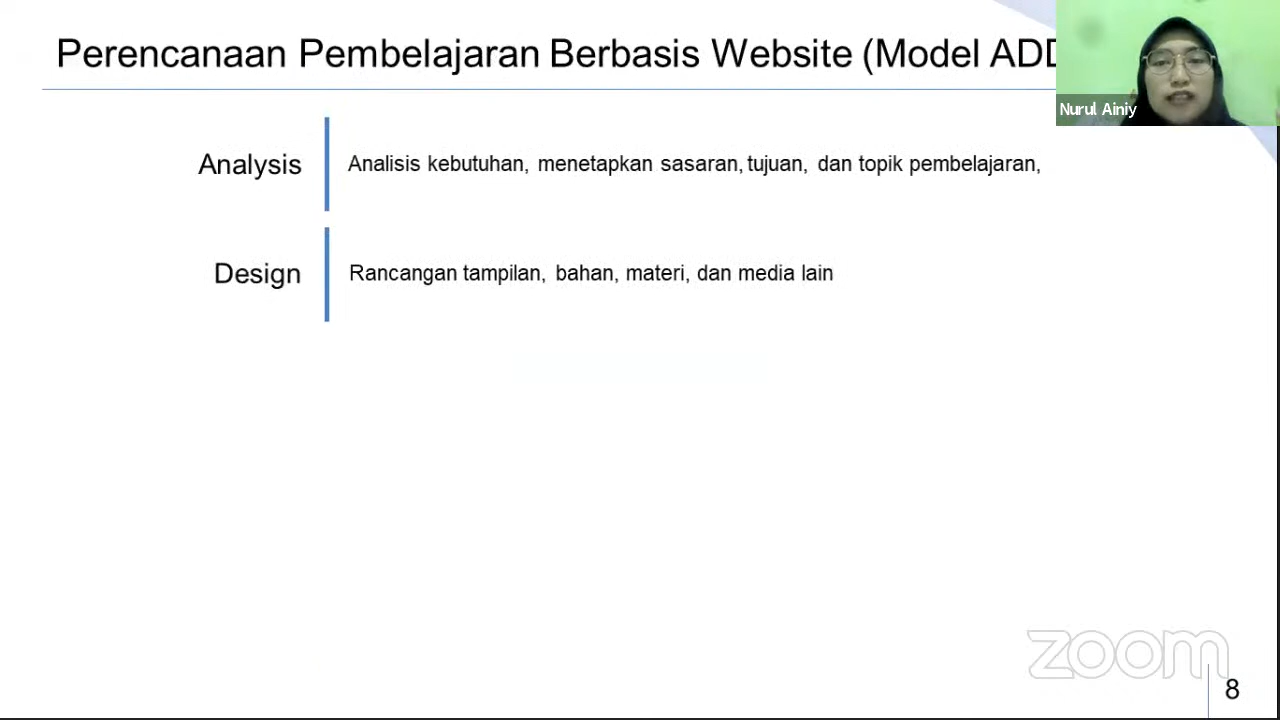 Perencanaan Pembelajaran Berbasis Website (Model ADD
Nurul Ainiy
Analysis
Analisis kebutuhan, menetapkan sasaran, tujuan, dan topik pembelajaran,
Design
Rancangan tampilan, bahan, materi, dan media lain
zoom
8